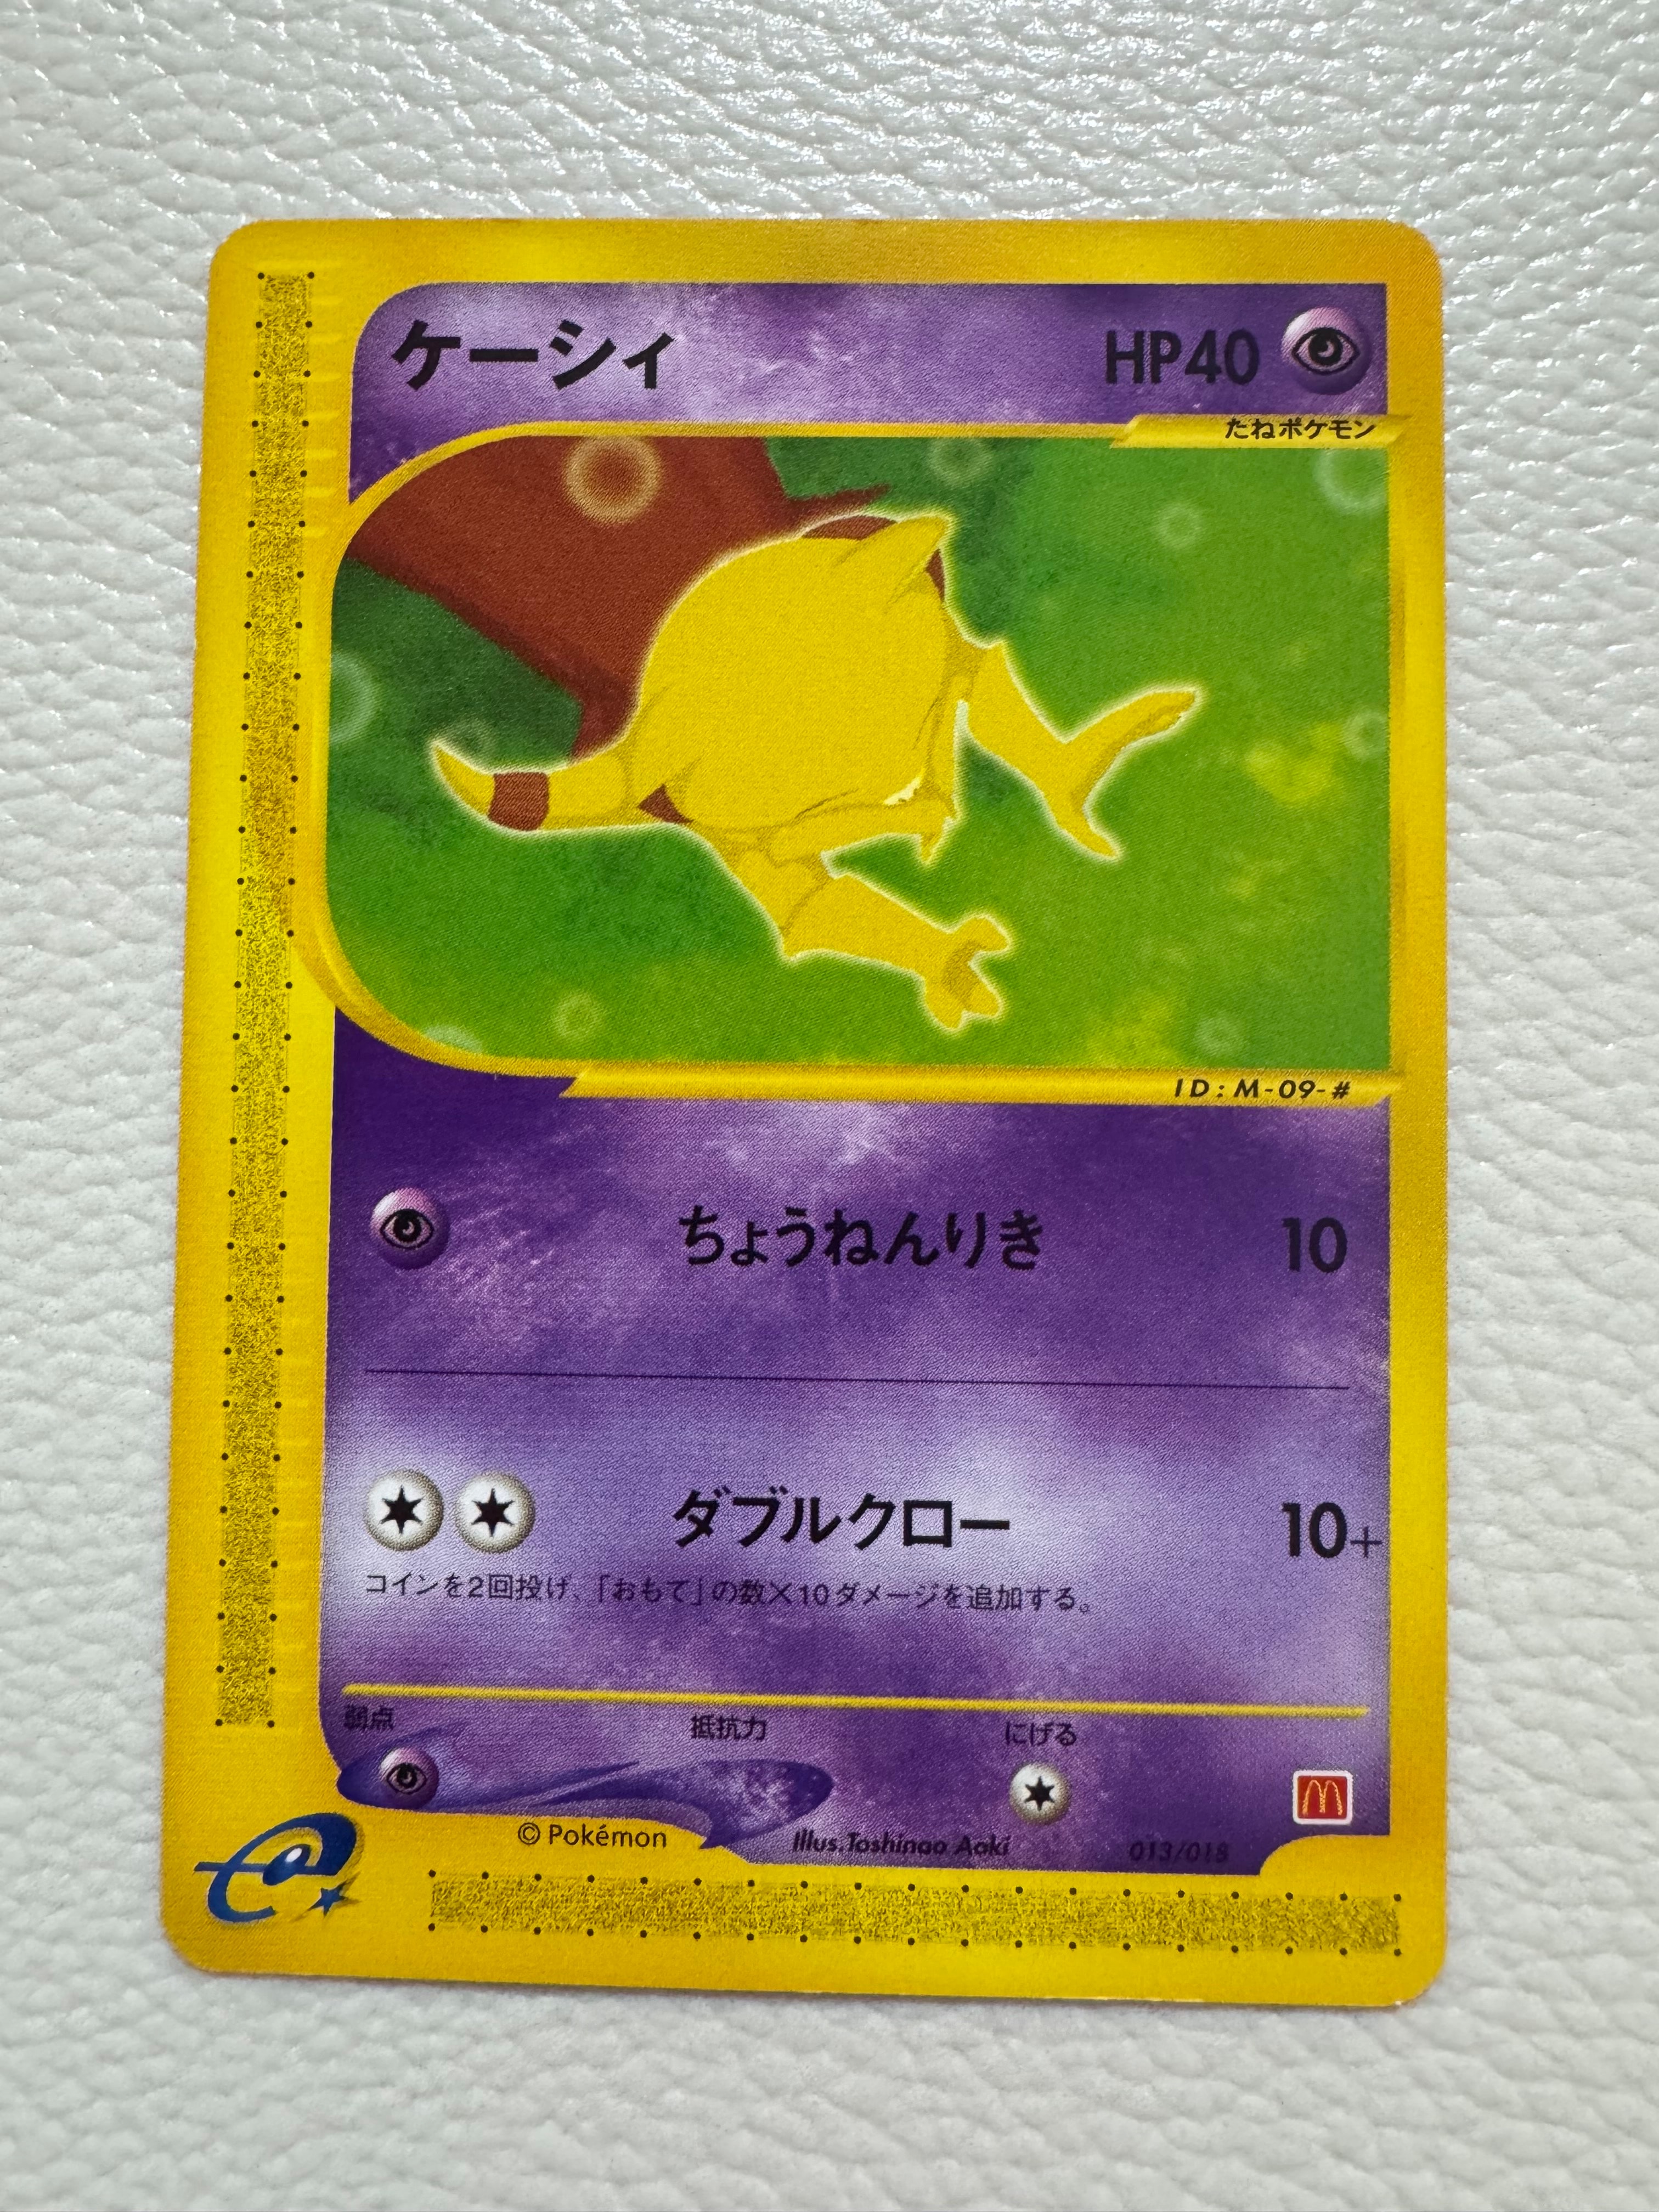 ケーシィ HP40
たねポケモン
ID : M-09-#
ちょうねんりき 10
ダブルクロー 10+
コインを2回投げ、「おもて」の数×10ダメージを追加する。
弱点 抵抗力 にげる
© Pokémon Illus. Toshinao Aoki 013/018